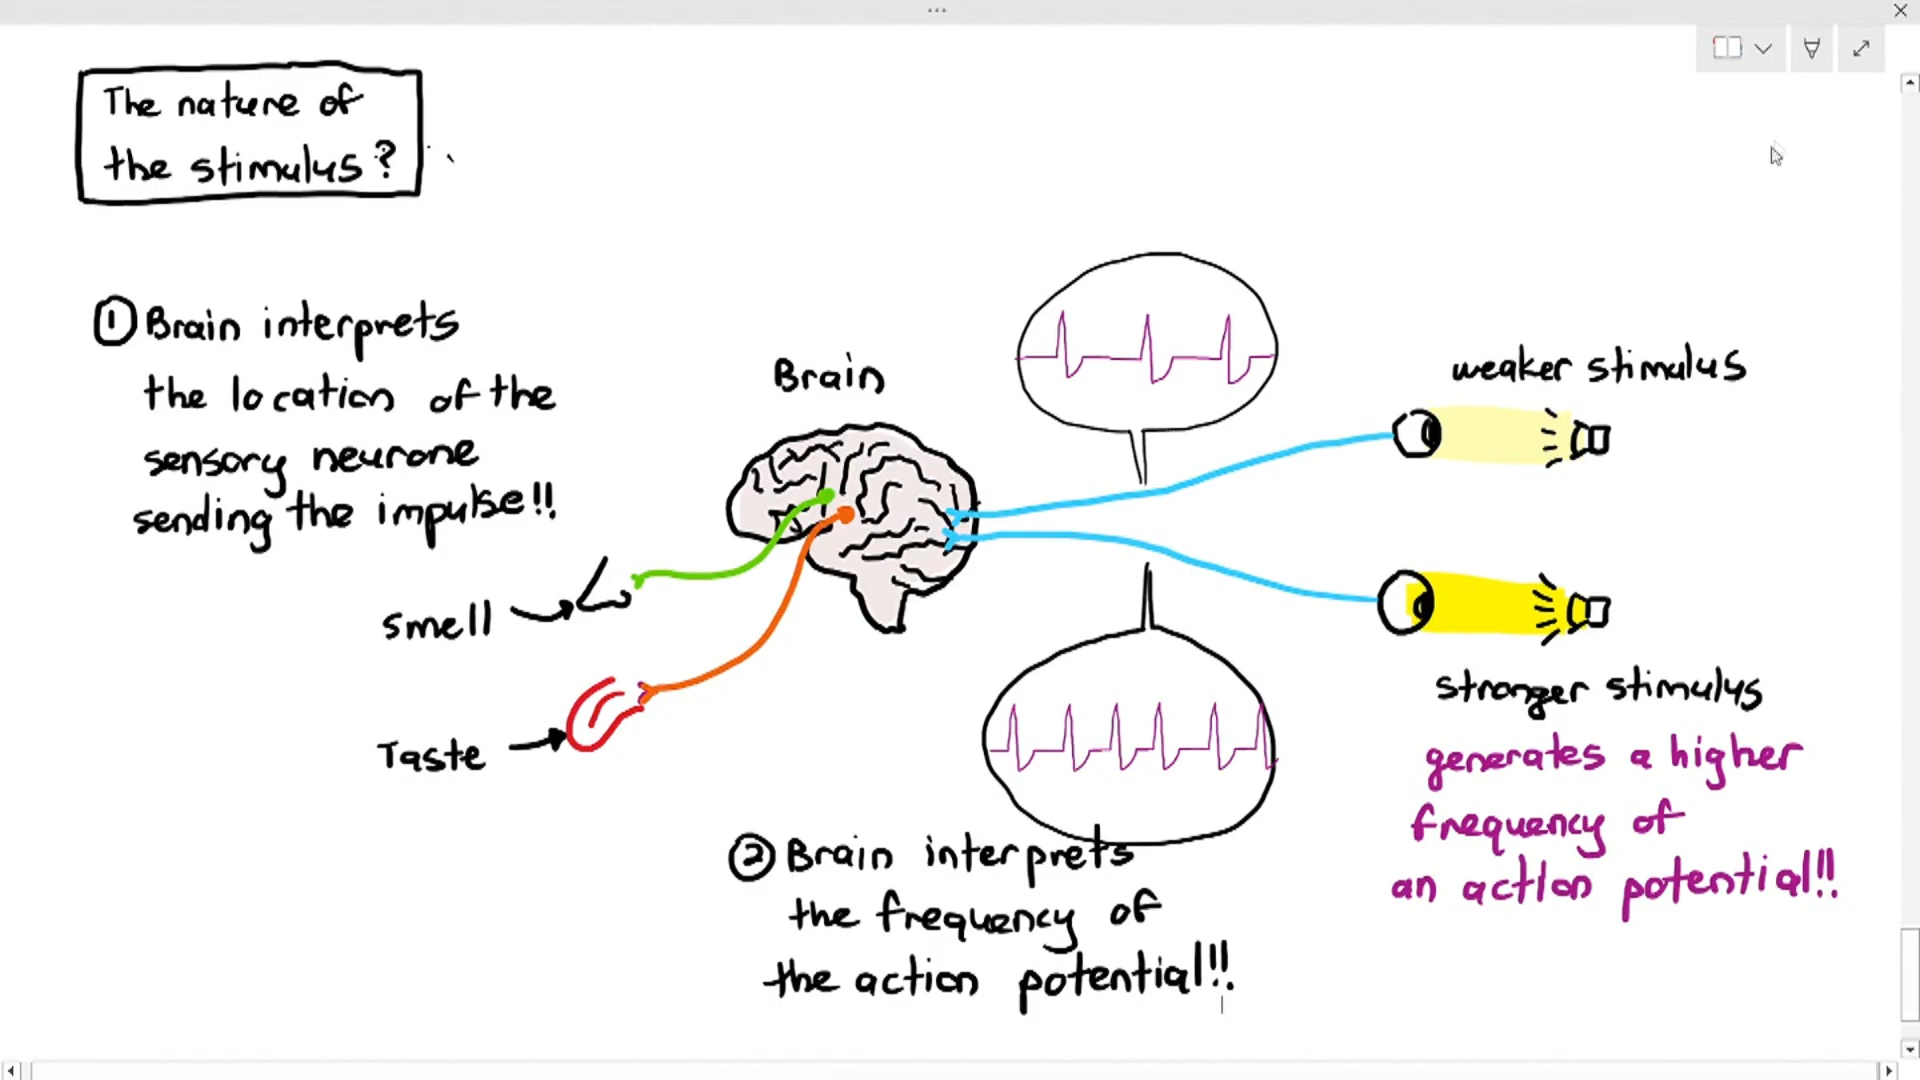 The nature of
the stimulus?
① Brain interprets
the location of the
sensory neurone
sending the impulse!!
Brain
weaker stimulus
Smell
Taste
stronger stimulus
generates a higher
frequency of
an action potential!!
② Brain interprets
the frequency of
the action potential!!